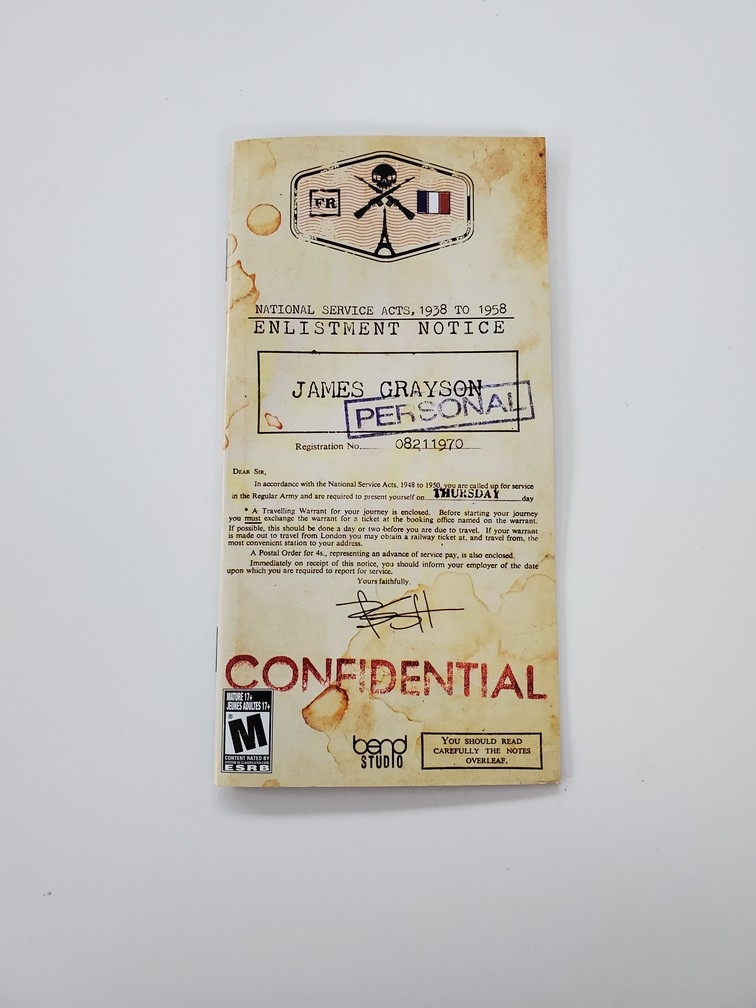 FR
NATIONAL SERVICE ACTS, 1938 TO 1958
ENLISTMENT NOTICE
JAMES GRAYSON
PERSONAL
Registration No. 08211970
DEAR SIR,
In accordance with the National Service Acts, 1948 to 1950, you are called up for service
in the Regular Army and are required to present yourself on THURSDAY day
* A Travelling Warrant for your journey is enclosed. Before starting your journey
you must exchange the warrant for a ticket at the booking office named on the warrant.
If possible, this should be done a day or two before you are due to travel. If your warrant
is made out to travel from London you may obtain a railway ticket at, and travel from, the
most convenient station to your address.
A Postal Order for 4s., representing an advance of service pay, is also enclosed.
Immediately on receipt of this notice, you should inform your employer of the date
upon which you are required to report for service.
Yours faithfully.
CONFIDENTIAL
MATURE 17+
JEUNES ADULTES 17+
M
CONTENT RATED BY
ESRB
bend
STUDIO
YOU SHOULD READ
CAREFULLY THE NOTES
OVERLEAF.